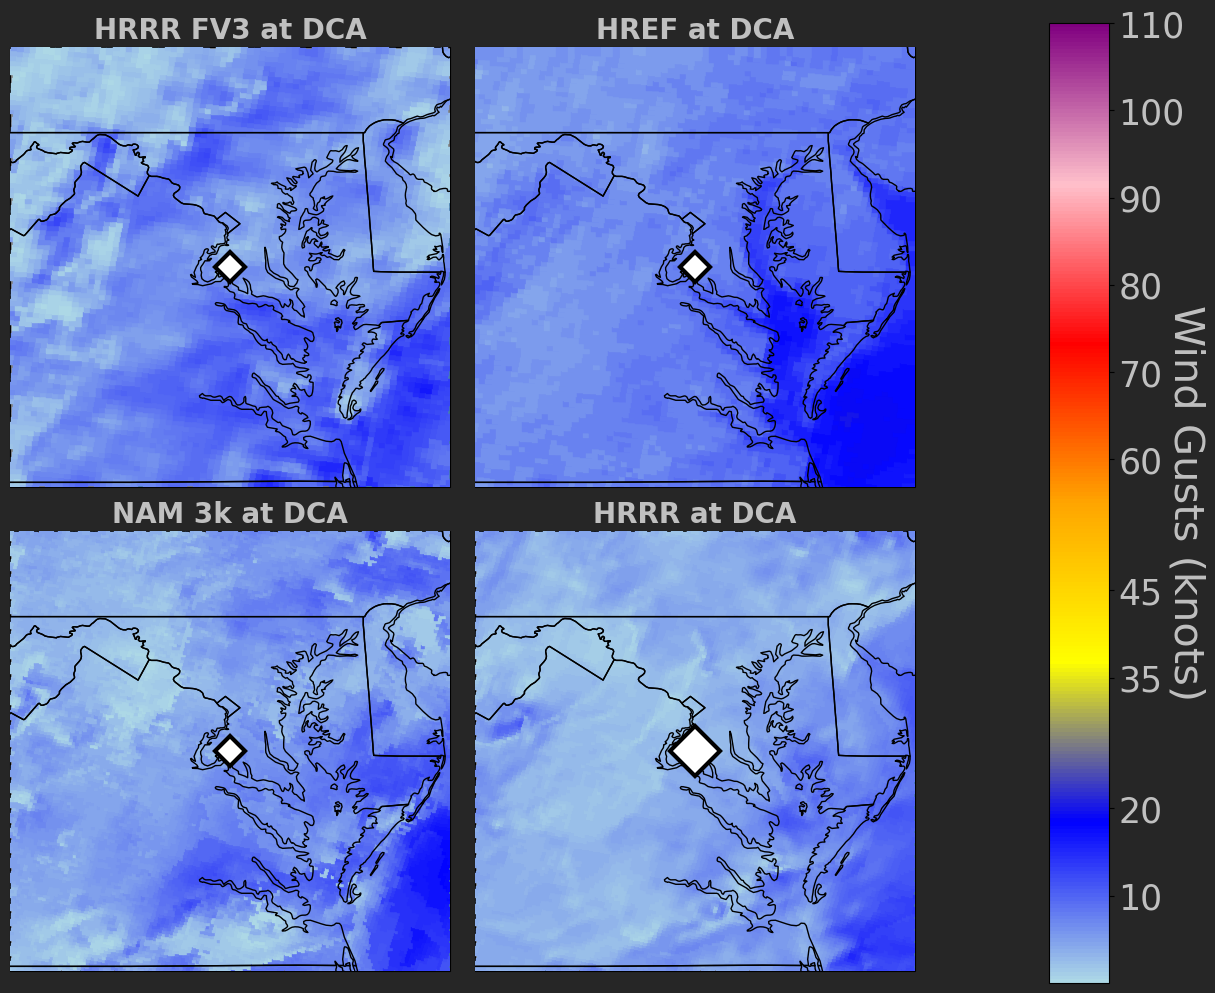 HRRR FV3 at DCA
HREF at DCA
NAM 3k at DCA
HRRR at DCA
110
100
90
80
70
60
45
35
20
10
Wind Gusts (knots)